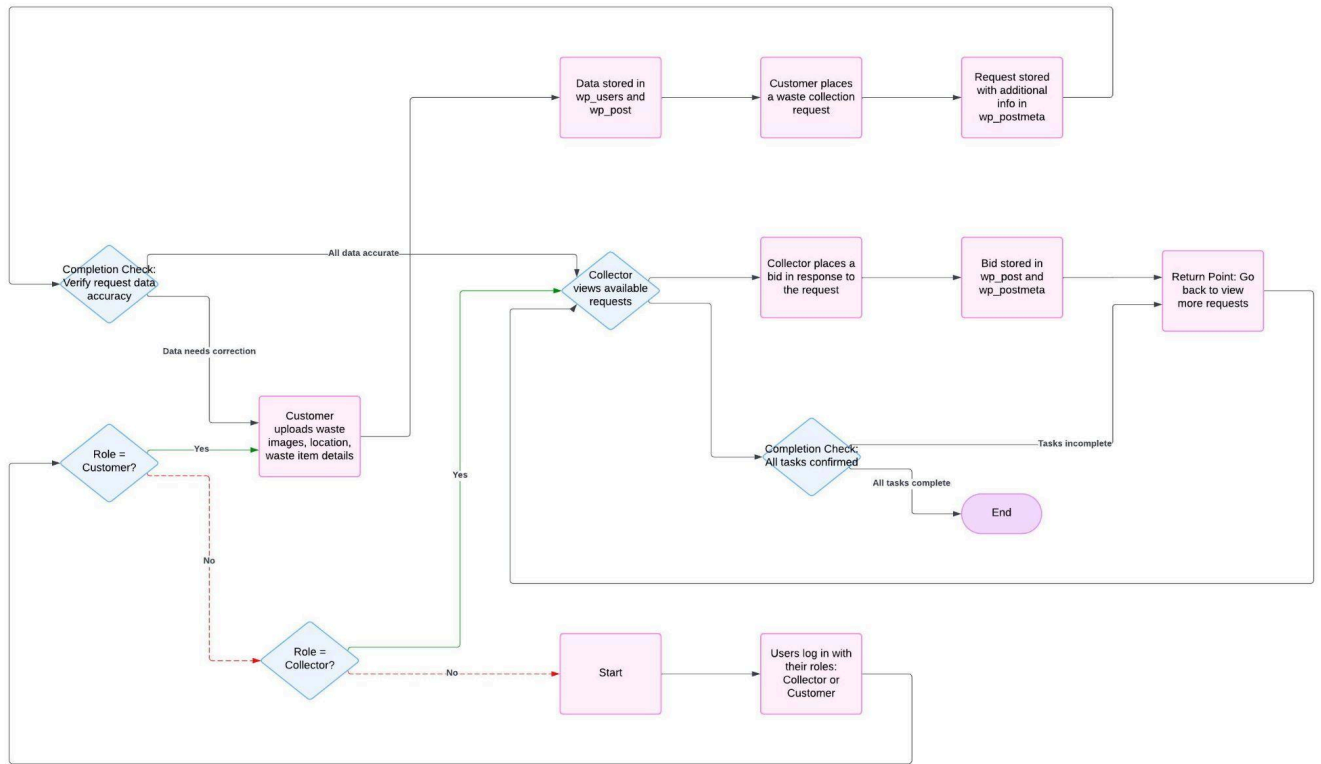 Data stored in
wp_users and
wp_post
Customer places
a waste collection
request
Request stored
with additional
info in
wp_postmeta
All data accurate
Completion Check:
Verify request data
accuracy
Collector
views available
requests
Collector places a
bid in response to
the request
Bid stored in
wp_post and
wp_postmeta
Return Point: Go
back to view
more requests
Data needs correction
Customer
uploads waste
images, location,
waste item details
Role =
Customer?
Yes
Yes
Completion Check:
All tasks confirmed
Tasks incomplete
All tasks complete
End
No
Role =
Collector?
No
Start
Users log in with
their roles:
Collector or
Customer